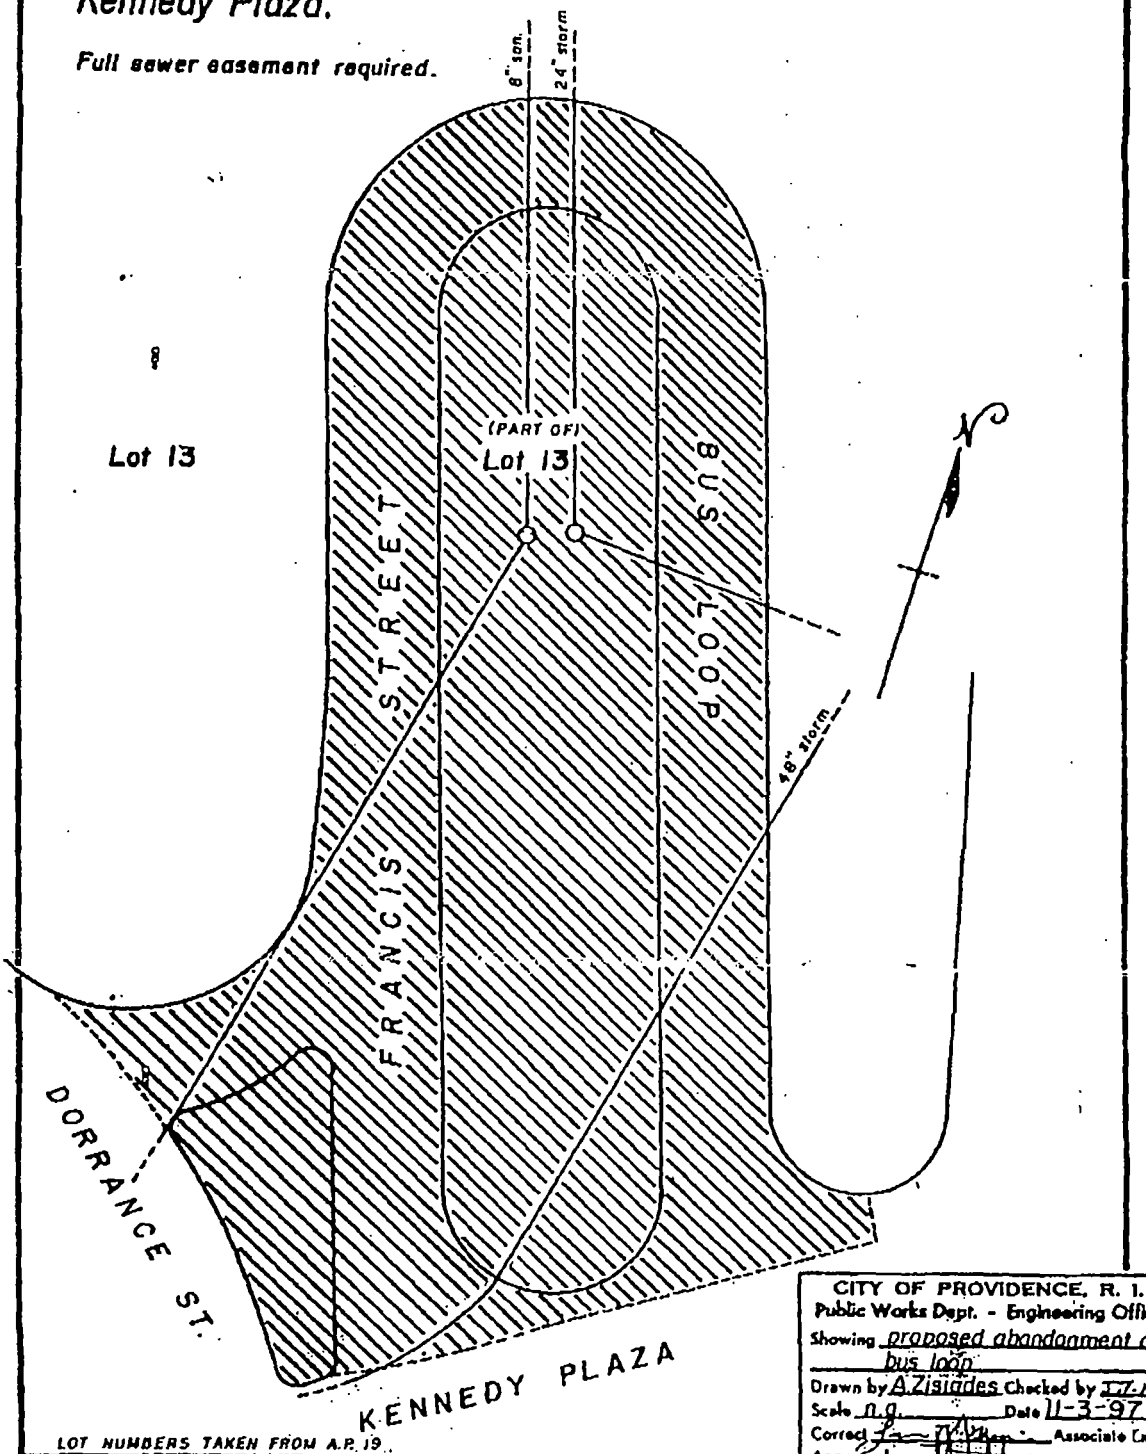 Kennedy Plaza.
Full sewer easement required.
8" san.
24" storm
Lot 13
(PART OF)
Lot 13
N
FRANCIS STREET
BUS LOOP
48" storm
DORRANCE ST.
KENNEDY PLAZA
LOT NUMBERS TAKEN FROM A.P. 19
CITY OF PROVIDENCE, R. I.
Public Works Dept. - Engineering
Showing proposed abandonment
bus loop
Drawn by A. Zisiades Checked by
Scale n.g. Date 11-3-97
Correct Associate